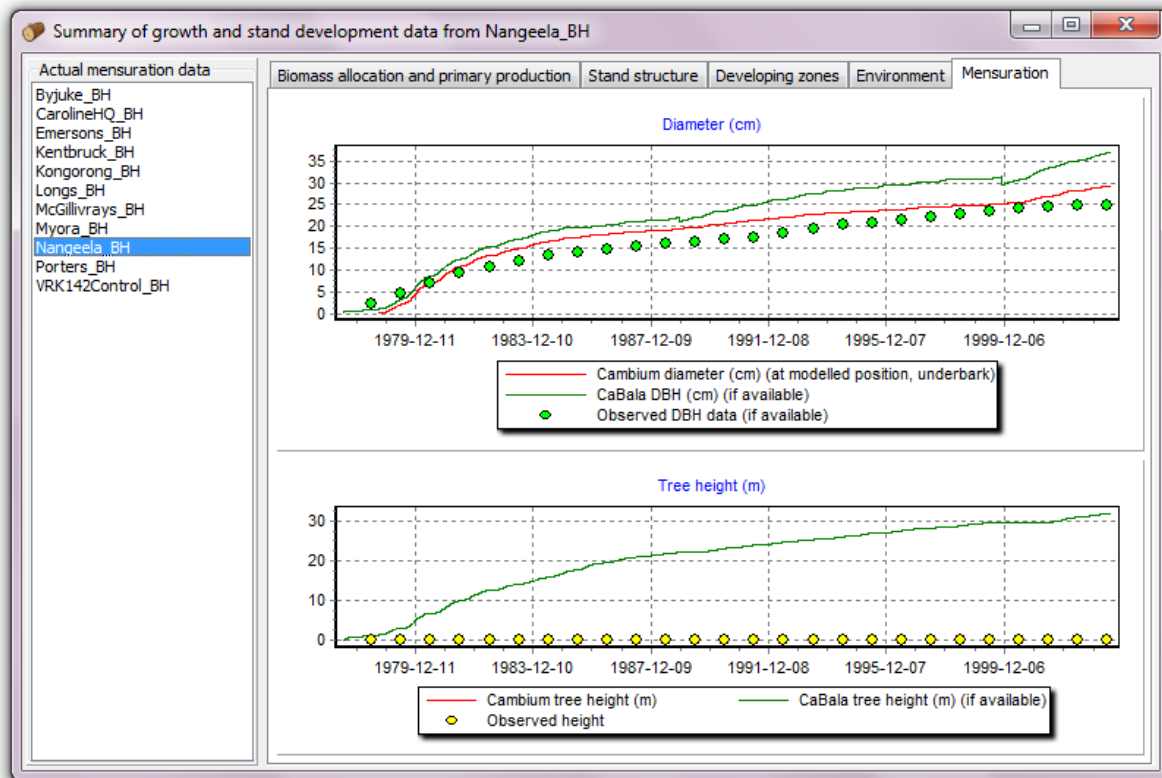 Summary of growth and stand development data from Nangeela_BH
Actual mensuration data
Byjuke_BH
CarolineHQ_BH
Emersons_BH
Kentbruck_BH
Kongorong_BH
Longs_BH
McGillivrays_BH
Myora_BH
Nangeela_BH
Porters_BH
VRK142Control_BH
Biomass allocation and primary production
Stand structure
Developing zones
Environment
Mensuration
Diameter (cm)
35
30
25
20
15
10
5
0
1979-12-11 1983-12-10 1987-12-09 1991-12-08 1995-12-07 1999-12-06
Cambium diameter (cm) (at modelled position, underbark)
CaBala DBH (cm) (if available)
Observed DBH data (if available)
Tree height (m)
30
20
10
0
1979-12-11 1983-12-10 1987-12-09 1991-12-08 1995-12-07 1999-12-06
Cambium tree height (m) CaBala tree height (m) (if available)
Observed height